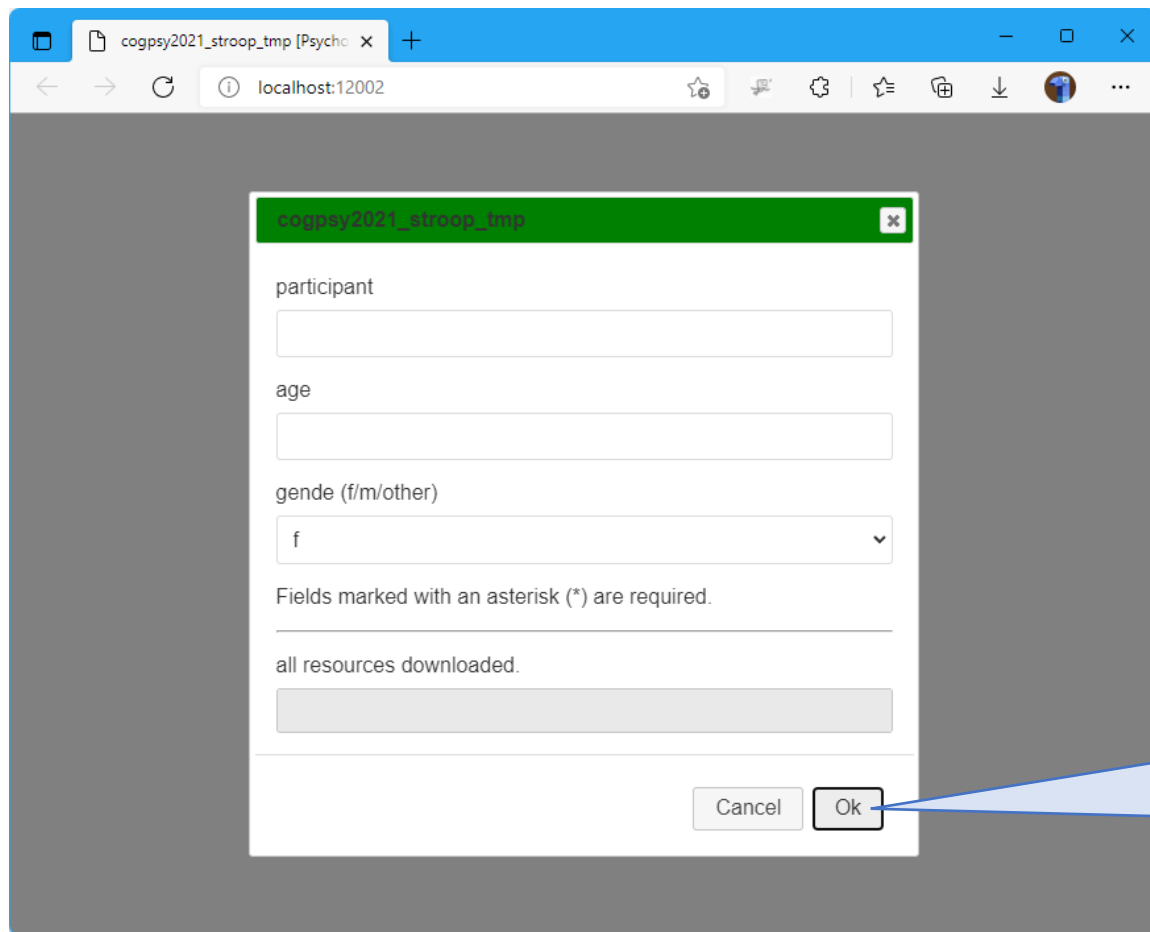 cogpsy2021_stroop_tmp [Psycho
localhost:12002
cogpsy2021_stroop_tmp
participant
age
gende (f/m/other)
f
Fields marked with an asterisk (*) are required.
all resources downloaded.
Cancel Ok